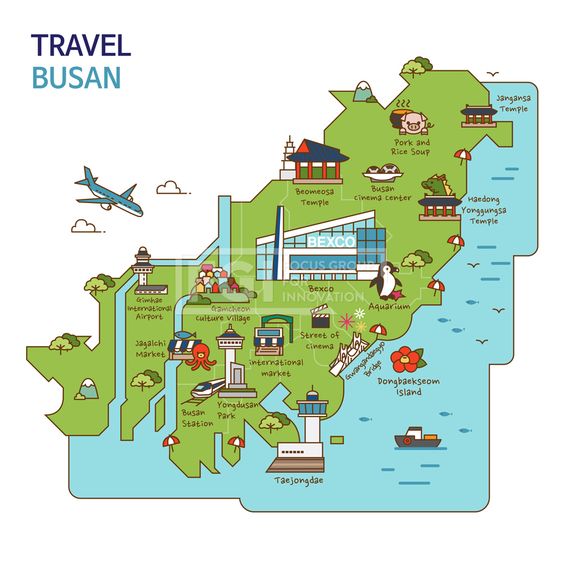 TRAVEL
BUSAN
Jangansa
Temple
Pork and
Rice Soup
Beomeosa
Temple
Busan
Cinema Center
Haedong
Yonggungsa
Temple
BEXCO
FOCUS GROUP
FOR
INNOVATION
Bexco
Aquarium
Gimhae
International
Airport
Gamcheon
culture village
Jagalchi
Market
international
market
Street of
cinema
Gwangandaegyo
Bridge
Dongbaekseom
island
Busan
Station
Yongdusan
Park
Taejongdae